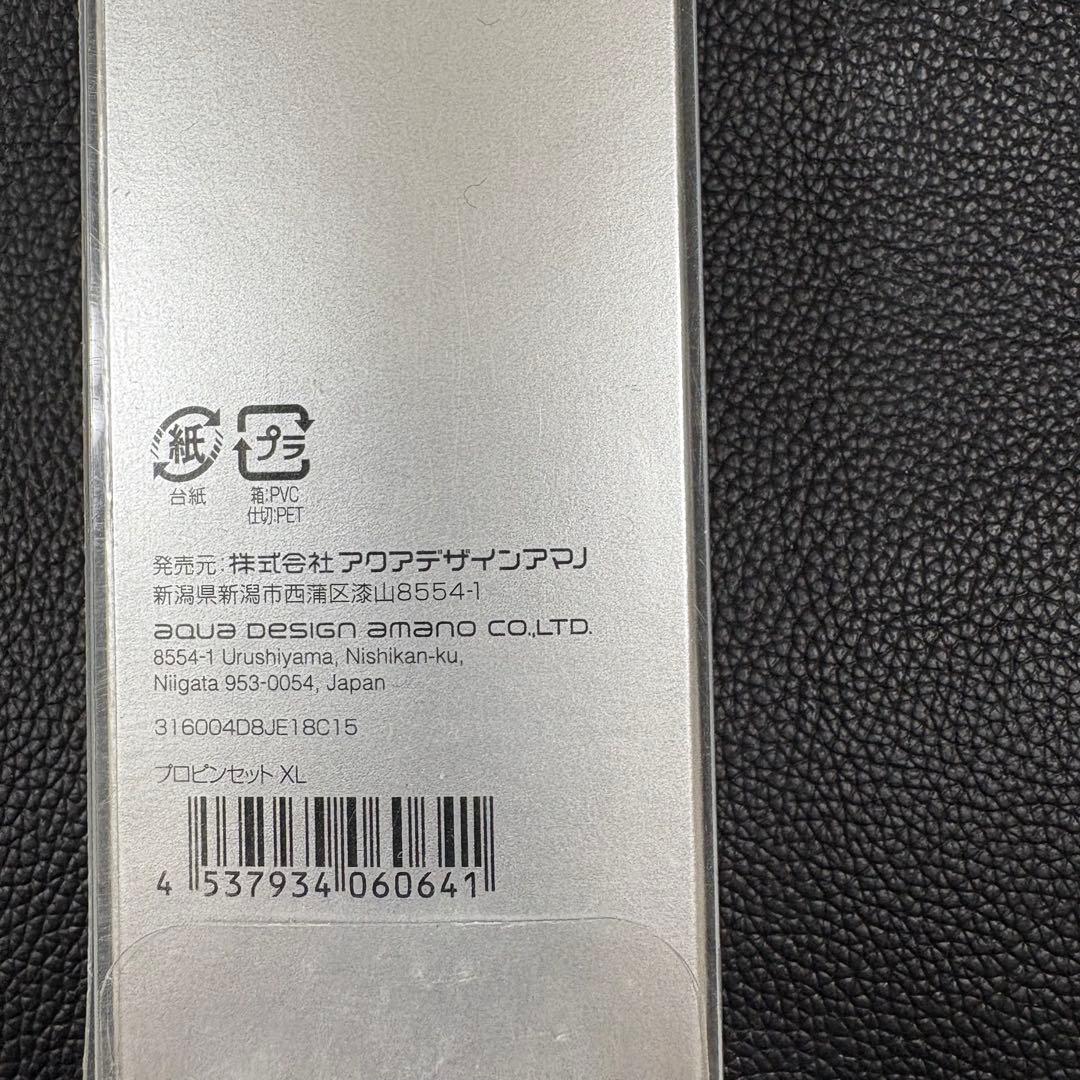 紙 プラ
台紙 箱:PVC
仕切:PET
発売元:株式会社アクアデザインアマノ
新潟県新潟市西蒲区漆山8554-1
aqua Design amano CO.,LTD.
8554-1 Urushiyama, Nishikan-ku,
Niigata 953-0054, Japan
316004D8JE18C15
プロピンセット XL
4 537934 060641